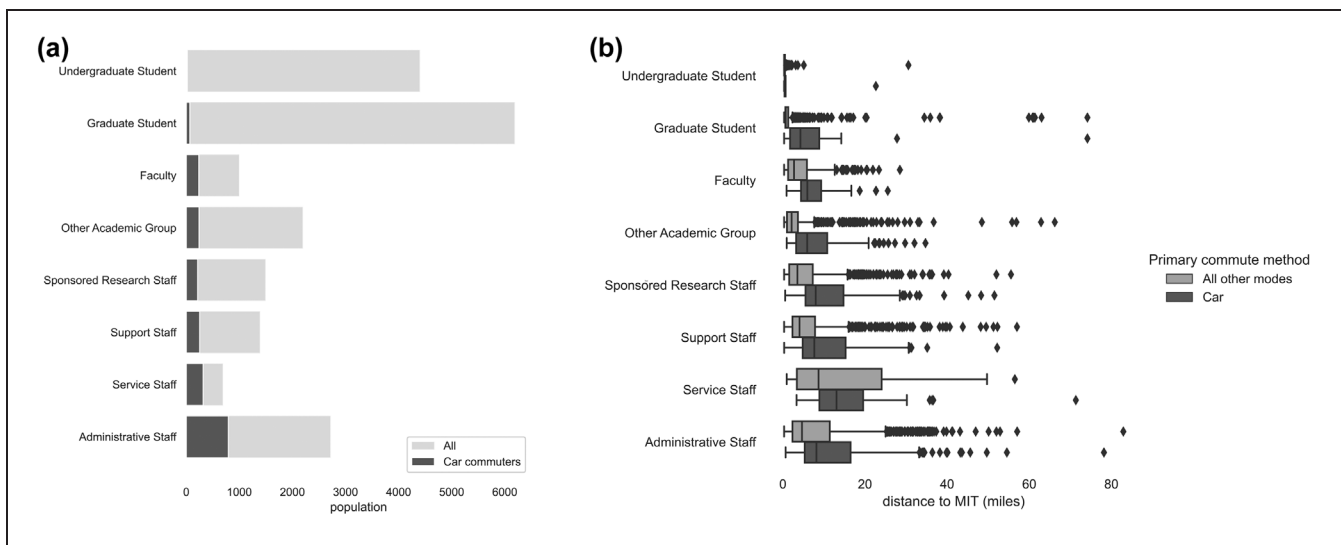 (a)
Undergraduate Student
Graduate Student
Faculty
Other Academic Group
Sponsored Research Staff
Support Staff
Service Staff
Administrative Staff
All
Car commuters
0 1000 2000 3000 4000 5000 6000
population
(b)
Undergraduate Student
Graduate Student
Faculty
Other Academic Group
Sponsored Research Staff
Support Staff
Service Staff
Administrative Staff
0 20 40 60 80
distance to MIT (miles)
Primary commute method
All other modes
Car